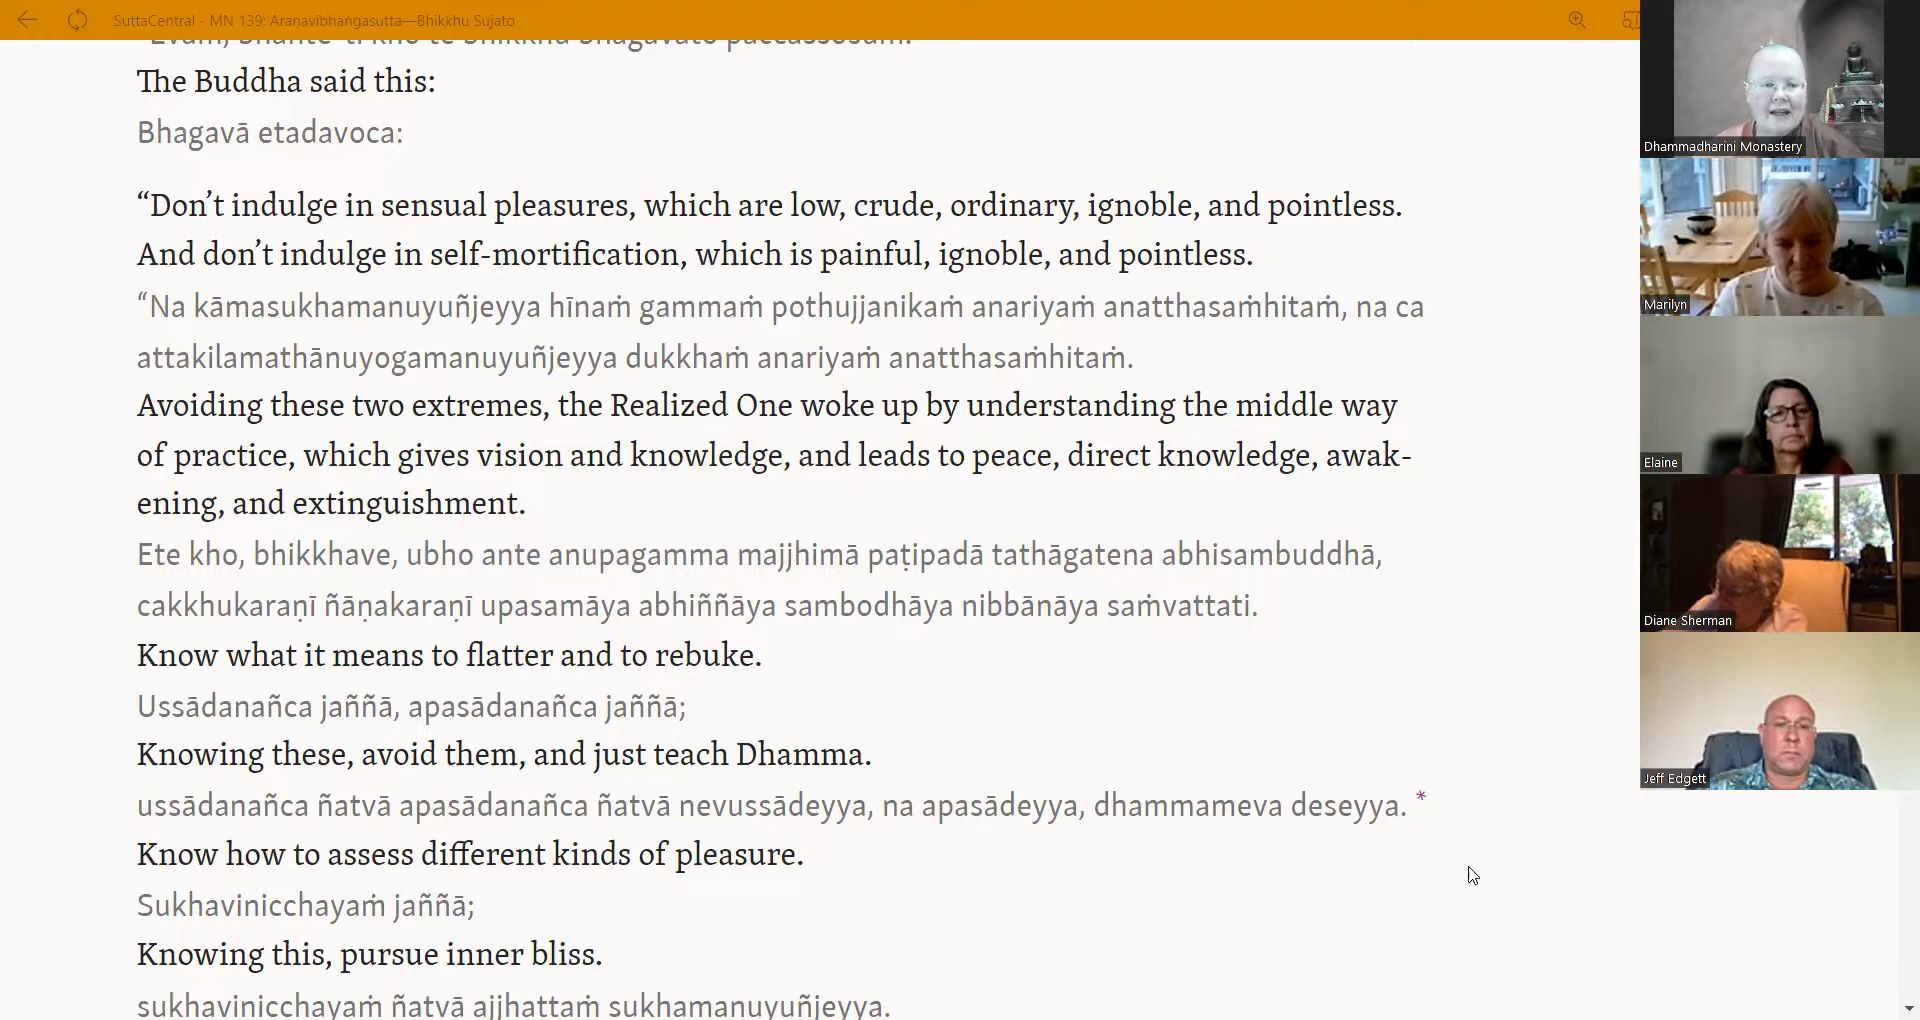 SuttaCentral - MN 139: Araṇavibhaṅgasutta—Bhikkhu Sujato
“Evaṁ, bhante”ti kho te bhikkhū bhagavato paccassosuṁ.
The Buddha said this:
Bhagavā etadavoca:
“Don’t indulge in sensual pleasures, which are low, crude, ordinary, ignoble, and pointless.
And don’t indulge in self-mortification, which is painful, ignoble, and pointless.
“Na kāmasukhamanuyuñjeyya hīnaṁ gammaṁ pothujjanikaṁ anariyaṁ anatthasaṁhitaṁ, na ca
attakilamathānuyogamanuyuñjeyya dukkhaṁ anariyaṁ anatthasaṁhitaṁ.
Avoiding these two extremes, the Realized One woke up by understanding the middle way
of practice, which gives vision and knowledge, and leads to peace, direct knowledge, awak-
ening, and extinguishment.
Ete kho, bhikkhave, ubho ante anupagamma majjhimā paṭipadā tathāgatena abhisambuddhā,
cakkhukaraṇī ñāṇakaraṇī upasamāya abhiññāya sambodhāya nibbānāya saṁvattati.
Know what it means to flatter and to rebuke.
Ussādanañca jaññā, apasādanañca jaññā;
Knowing these, avoid them, and just teach Dhamma.
ussādanañca ñatvā apasādanañca ñatvā nevussādeyya, na apasādeyya, dhammameva deseyya. *
Know how to assess different kinds of pleasure.
Sukhavinicchayaṁ jaññā;
Knowing this, pursue inner bliss.
sukhavinicchayaṁ ñatvā ajjhattaṁ sukhamanuyuñjeyya.
Dhammadharini Monastery
Marilyn
Elaine
Diane Sherman
Jeff Edgett